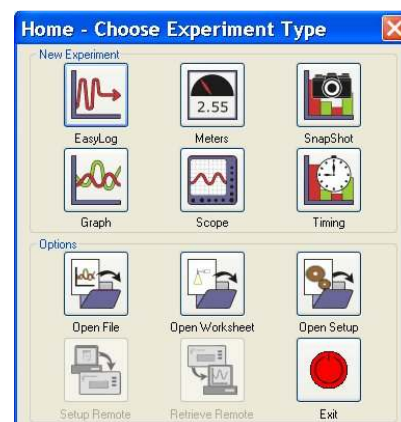 Home - Choose Experiment Type
New Experiment
2.55
EasyLog Meters SnapShot
Graph Scope Timing
Options
Open File Open Worksheet Open Setup
Setup Remote Retrieve Remote Exit